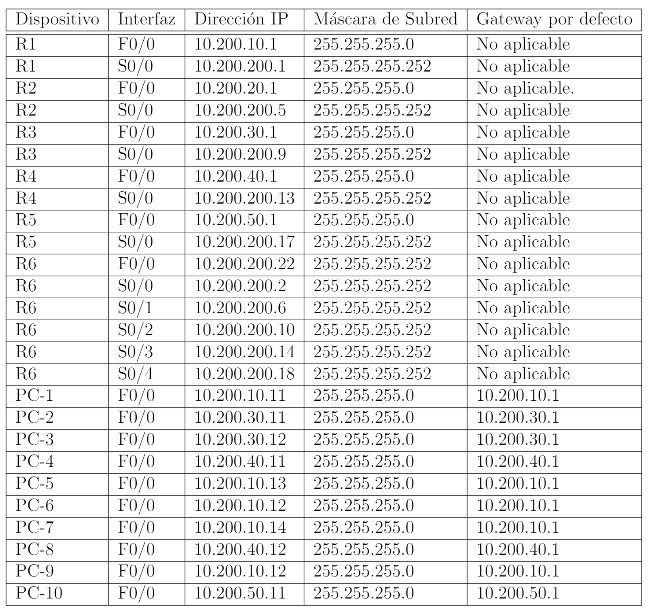 Dispositivo Interfaz Dirección IP Máscara de Subred Gateway por defecto
R1 F0/0 10.200.10.1 255.255.255.0 No aplicable
R1 S0/0 10.200.200.1 255.255.255.252 No aplicable
R2 F0/0 10.200.20.1 255.255.255.0 No aplicable.
R2 S0/0 10.200.200.5 255.255.255.252 No aplicable
R3 F0/0 10.200.30.1 255.255.255.0 No aplicable
R3 S0/0 10.200.200.9 255.255.255.252 No aplicable
R4 F0/0 10.200.40.1 255.255.255.0 No aplicable
R4 S0/0 10.200.200.13 255.255.255.252 No aplicable
R5 F0/0 10.200.50.1 255.255.255.0 No aplicable
R5 S0/0 10.200.200.17 255.255.255.252 No aplicable
R6 F0/0 10.200.200.22 255.255.255.252 No aplicable
R6 S0/0 10.200.200.2 255.255.255.252 No aplicable
R6 S0/1 10.200.200.6 255.255.255.252 No aplicable
R6 S0/2 10.200.200.10 255.255.255.252 No aplicable
R6 S0/3 10.200.200.14 255.255.255.252 No aplicable
R6 S0/4 10.200.200.18 255.255.255.252 No aplicable
PC-1 F0/0 10.200.10.11 255.255.255.0 10.200.10.1
PC-2 F0/0 10.200.30.11 255.255.255.0 10.200.30.1
PC-3 F0/0 10.200.30.12 255.255.255.0 10.200.30.1
PC-4 F0/0 10.200.40.11 255.255.255.0 10.200.40.1
PC-5 F0/0 10.200.10.13 255.255.255.0 10.200.10.1
PC-6 F0/0 10.200.10.12 255.255.255.0 10.200.10.1
PC-7 F0/0 10.200.10.14 255.255.255.0 10.200.10.1
PC-8 F0/0 10.200.40.12 255.255.255.0 10.200.40.1
PC-9 F0/0 10.200.10.12 255.255.255.0 10.200.10.1
PC-10 F0/0 10.200.50.11 255.255.255.0 10.200.50.1